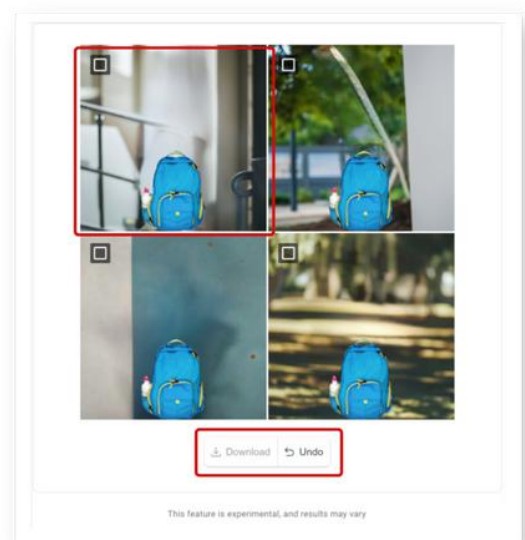 Download Undo
This feature is experimental, and results may vary